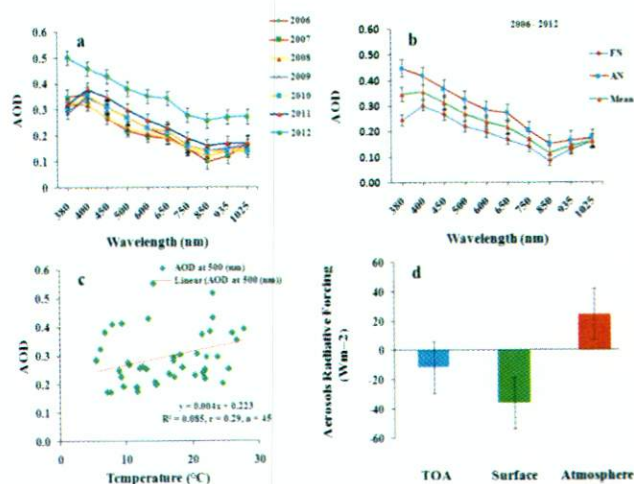 a
2006
2007
2008
2009
2010
2011
2012
0.6
0.5
0.4
0.3
0.2
0.1
0
AOD
380
400
450
500
600
650
750
850
935
1025
Wavelength (nm)
b
2006-2012
FN
AN
Mean
0.60
0.50
0.40
0.30
0.20
0.10
0.00
AOD
380
400
450
500
600
650
750
850
935
1025
Wavelength (nm)
c
AOD at 500 (nm)
Linear (AOD at 500 (nm))
0.6
0.5
0.4
0.3
0.2
0.1
0.0
AOD
y = 0.004x + 0.223
R² = 0.085, r = 0.29, n = 45
0
10
20
30
Temperature (°C)
d
60
40
20
0
-20
-40
-60
Aerosols Radiative Forcing
(Wm-2)
TOA
Surface
Atmosphere